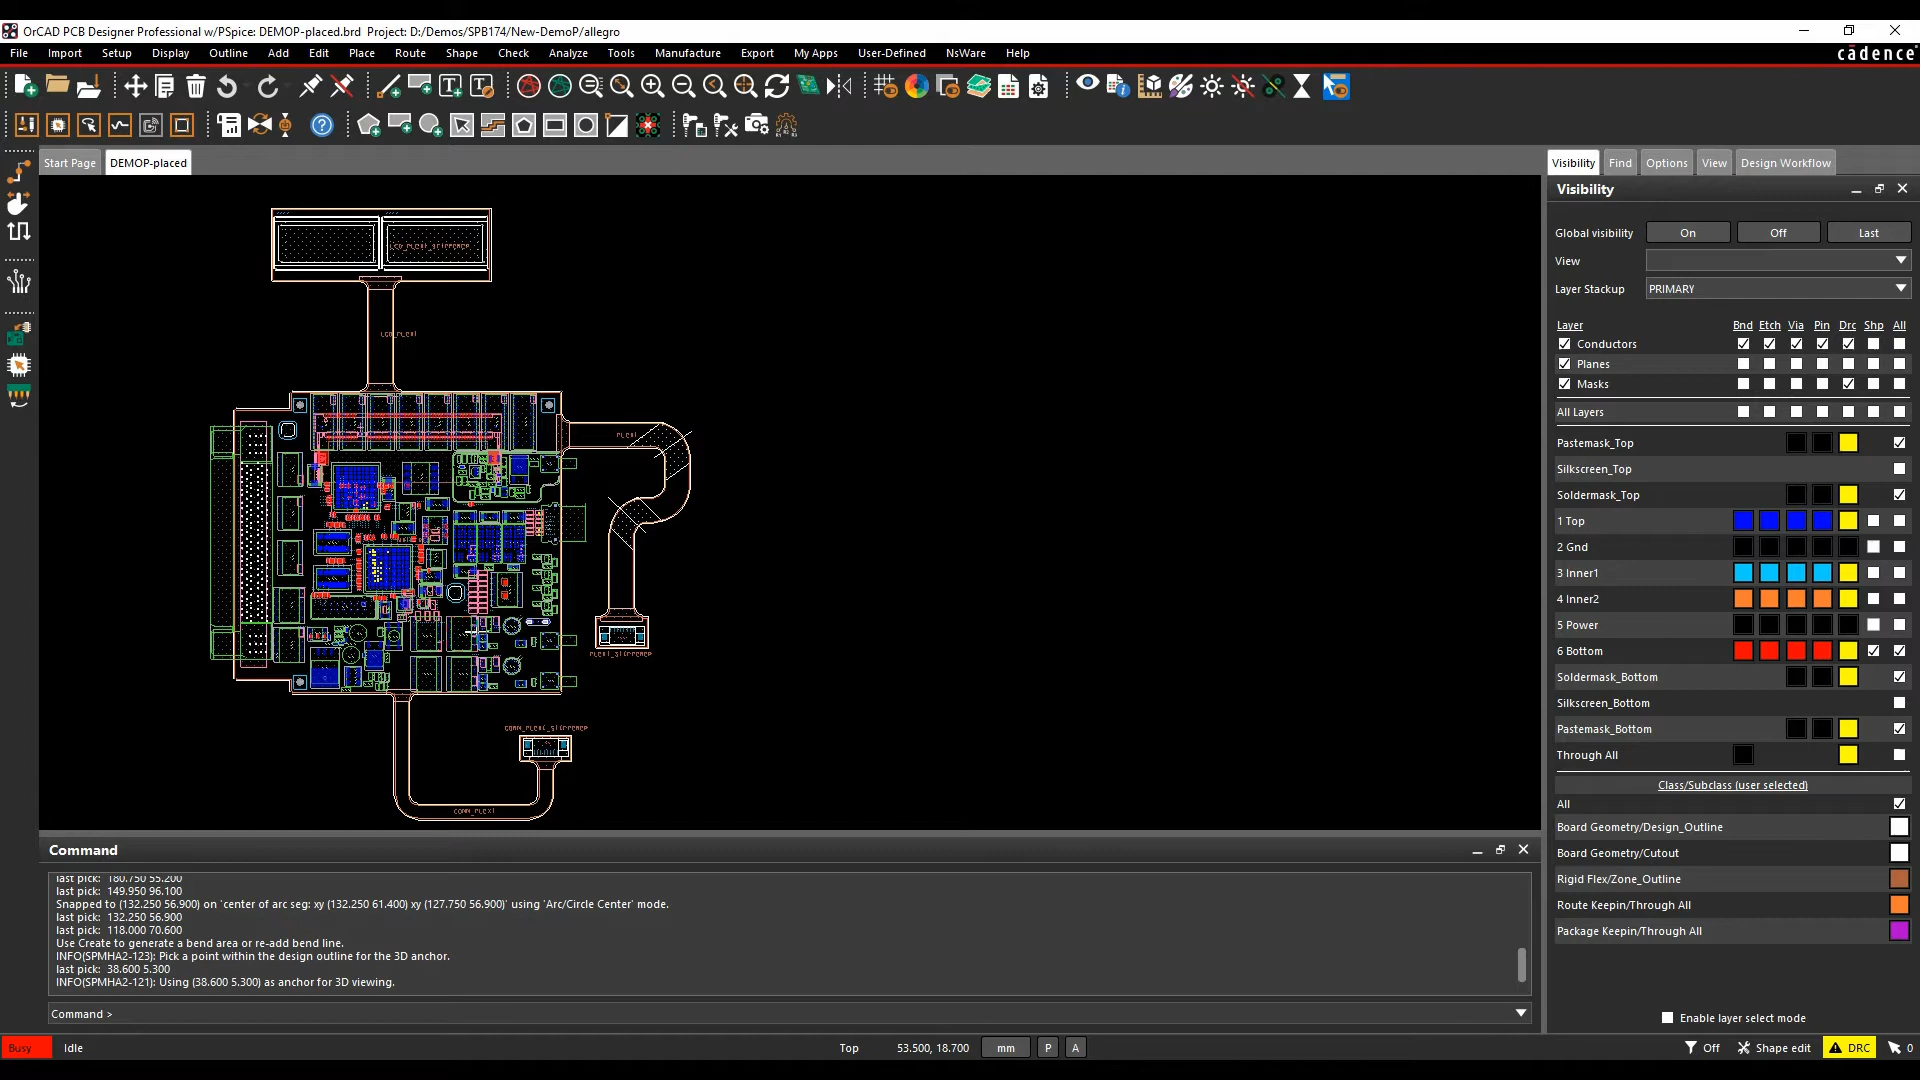 OrCAD PCB Designer Professional w/PSpice: DEMOP-placed.brd Project: D:/Demos/SPB174/New-DemoP/allegro
File Import Setup Display Outline Add Edit Place Route Shape Check Analyze Tools Manufacture Export My Apps User-Defined NsWare Help
cādence
Start Page DEMOP-placed
Visibility Find Options View Design Workflow
Visibility
Global visibility On Off Last
View
Layer Stackup PRIMARY
Layer Bnd Etch Via Pin Drc Shp All
Conductors
Planes
Masks
All Layers
Pastemask_Top
Silkscreen_Top
Soldermask_Top
1 Top
2 Gnd
3 Inner1
4 Inner2
5 Power
6 Bottom
Soldermask_Bottom
Silkscreen_Bottom
Pastemask_Bottom
Through All
Class/Subclass (user selected)
All
Board Geometry/Design_Outline
Board Geometry/Cutout
Rigid Flex/Zone_Outline
Route Keepin/Through All
Package Keepin/Through All
Enable layer select mode
Command
last pick: 180.750 55.200
last pick: 149.950 96.100
Snapped to (132.250 56.900) on 'center of arc seg: xy (132.250 61.400) xy (127.750 56.900)' using 'Arc/Circle Center' mode.
last pick: 132.250 56.900
last pick: 118.000 70.600
Use Create to generate a bend area or re-add bend line.
INFO(SPMHA2-123): Pick a point within the design outline for the 3D anchor.
last pick: 38.600 5.300
INFO(SPMHA2-121): Using (38.600 5.300) as anchor for 3D viewing.
Command >
Busy Idle Top 53.500, 18.700 mm P A Off Shape edit DRC 0